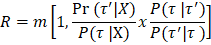 R = m [1, Pr (τ′|X) / P(τ |X) x P(τ |τ′) / P(τ′|τ )]